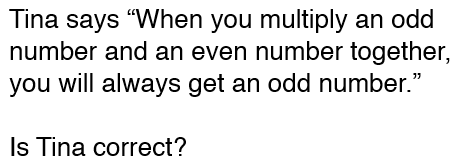 Tina says “When you multiply an odd
number and an even number together,
you will always get an odd number.”
Is Tina correct?